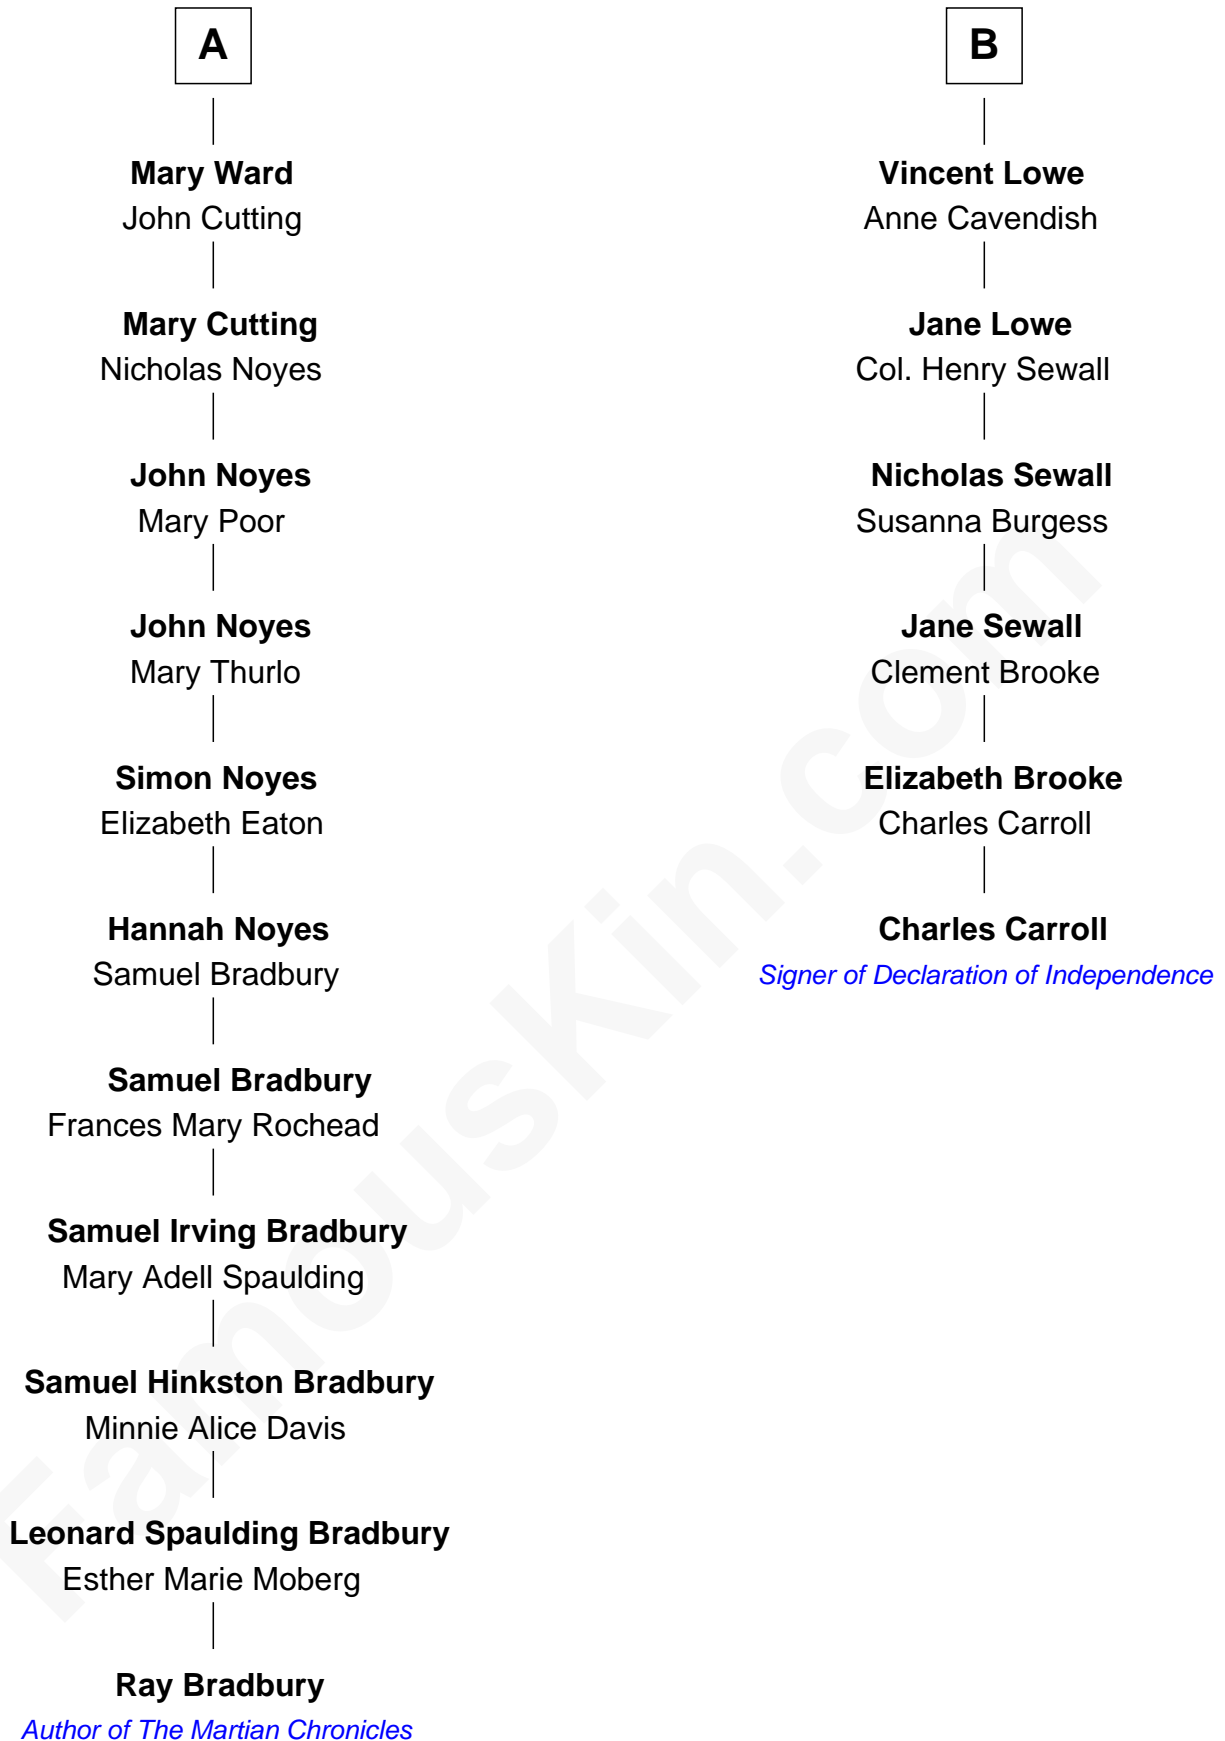 A
Mary Ward
John Cutting
Mary Cutting
Nicholas Noyes
John Noyes
Mary Poor
John Noyes
Mary Thurlo
Simon Noyes
Elizabeth Eaton
Hannah Noyes
Samuel Bradbury
Samuel Bradbury
Frances Mary Rochead
Samuel Irving Bradbury
Mary Adell Spaulding
Samuel Hinkston Bradbury
Minnie Alice Davis
Leonard Spaulding Bradbury
Esther Marie Moberg
Ray Bradbury
Author of The Martian Chronicles
B
Vincent Lowe
Anne Cavendish
Jane Lowe
Col. Henry Sewall
Nicholas Sewall
Susanna Burgess
Jane Sewall
Clement Brooke
Elizabeth Brooke
Charles Carroll
Charles Carroll
Signer of Declaration of Independence
FamousKin.com